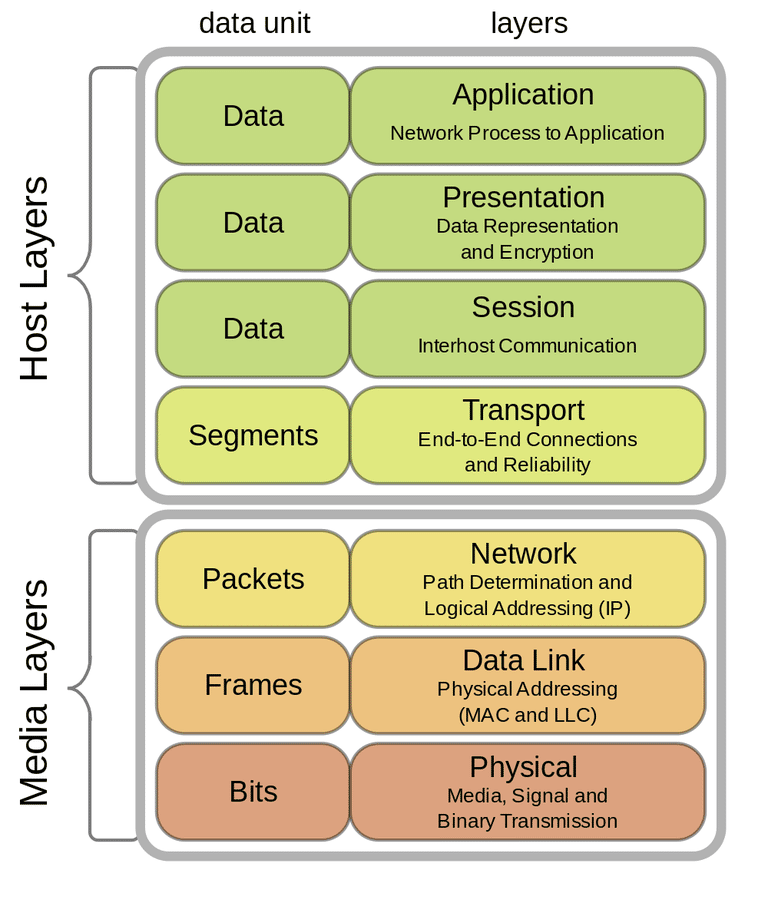 data unit
layers
Host Layers
Data
Application
Network Process to Application
Data
Presentation
Data Representation
and Encryption
Data
Session
Interhost Communication
Segments
Transport
End-to-End Connections
and Reliability
Media Layers
Packets
Network
Path Determination and
Logical Addressing (IP)
Frames
Data Link
Physical Addressing
(MAC and LLC)
Bits
Physical
Media, Signal and
Binary Transmission